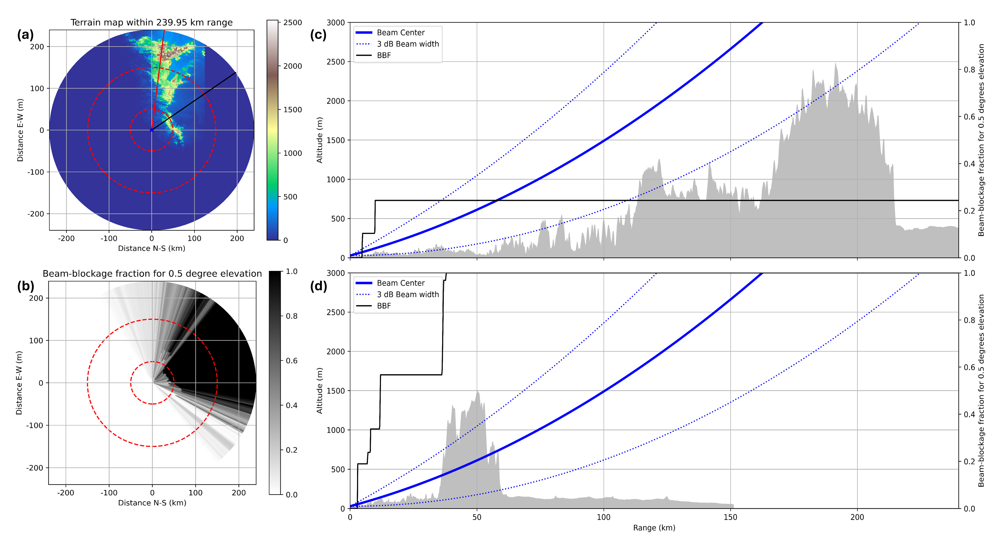 (a)
Terrain map within 239.95 km range
200
100
0
-100
-200
Distance E-W (m)
-200 -100 0 100 200
Distance N-S (km)
2500
2000
1500
1000
500
0
(b)
Beam-blockage fraction for 0.5 degree elevation
200
100
0
-100
-200
Distance E-W (m)
-200 -100 0 100 200
Distance N-S (km)
1.0
0.8
0.6
0.4
0.2
0.0
(c)
3000
2500
2000
1500
1000
500
0
Altitude (m)
Beam Center
3 dB Beam width
BBF
1.0
0.8
0.6
0.4
0.2
0.0
Beam-blockage fraction for 0.5 degrees elevation
(d)
3000
2500
2000
1500
1000
500
0
Altitude (m)
Beam Center
3 dB Beam width
BBF
1.0
0.8
0.6
0.4
0.2
0.0
Beam-blockage fraction for 0.5 degrees elevation
0 50 100 150 200
Range (km)